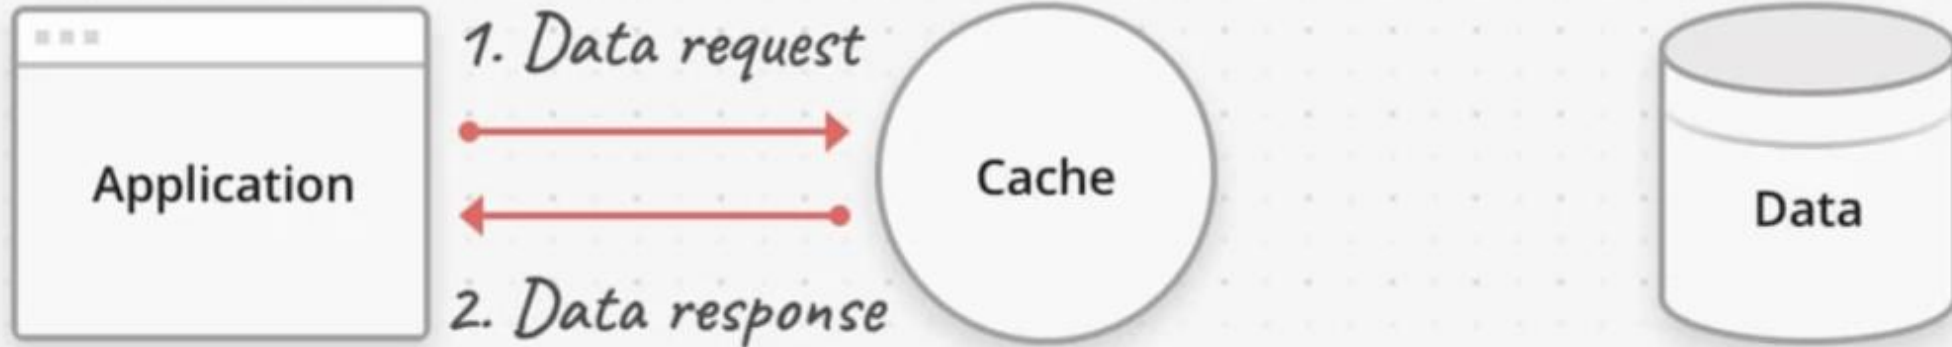 1. Data request
Application
Cache
Data
2. Data response